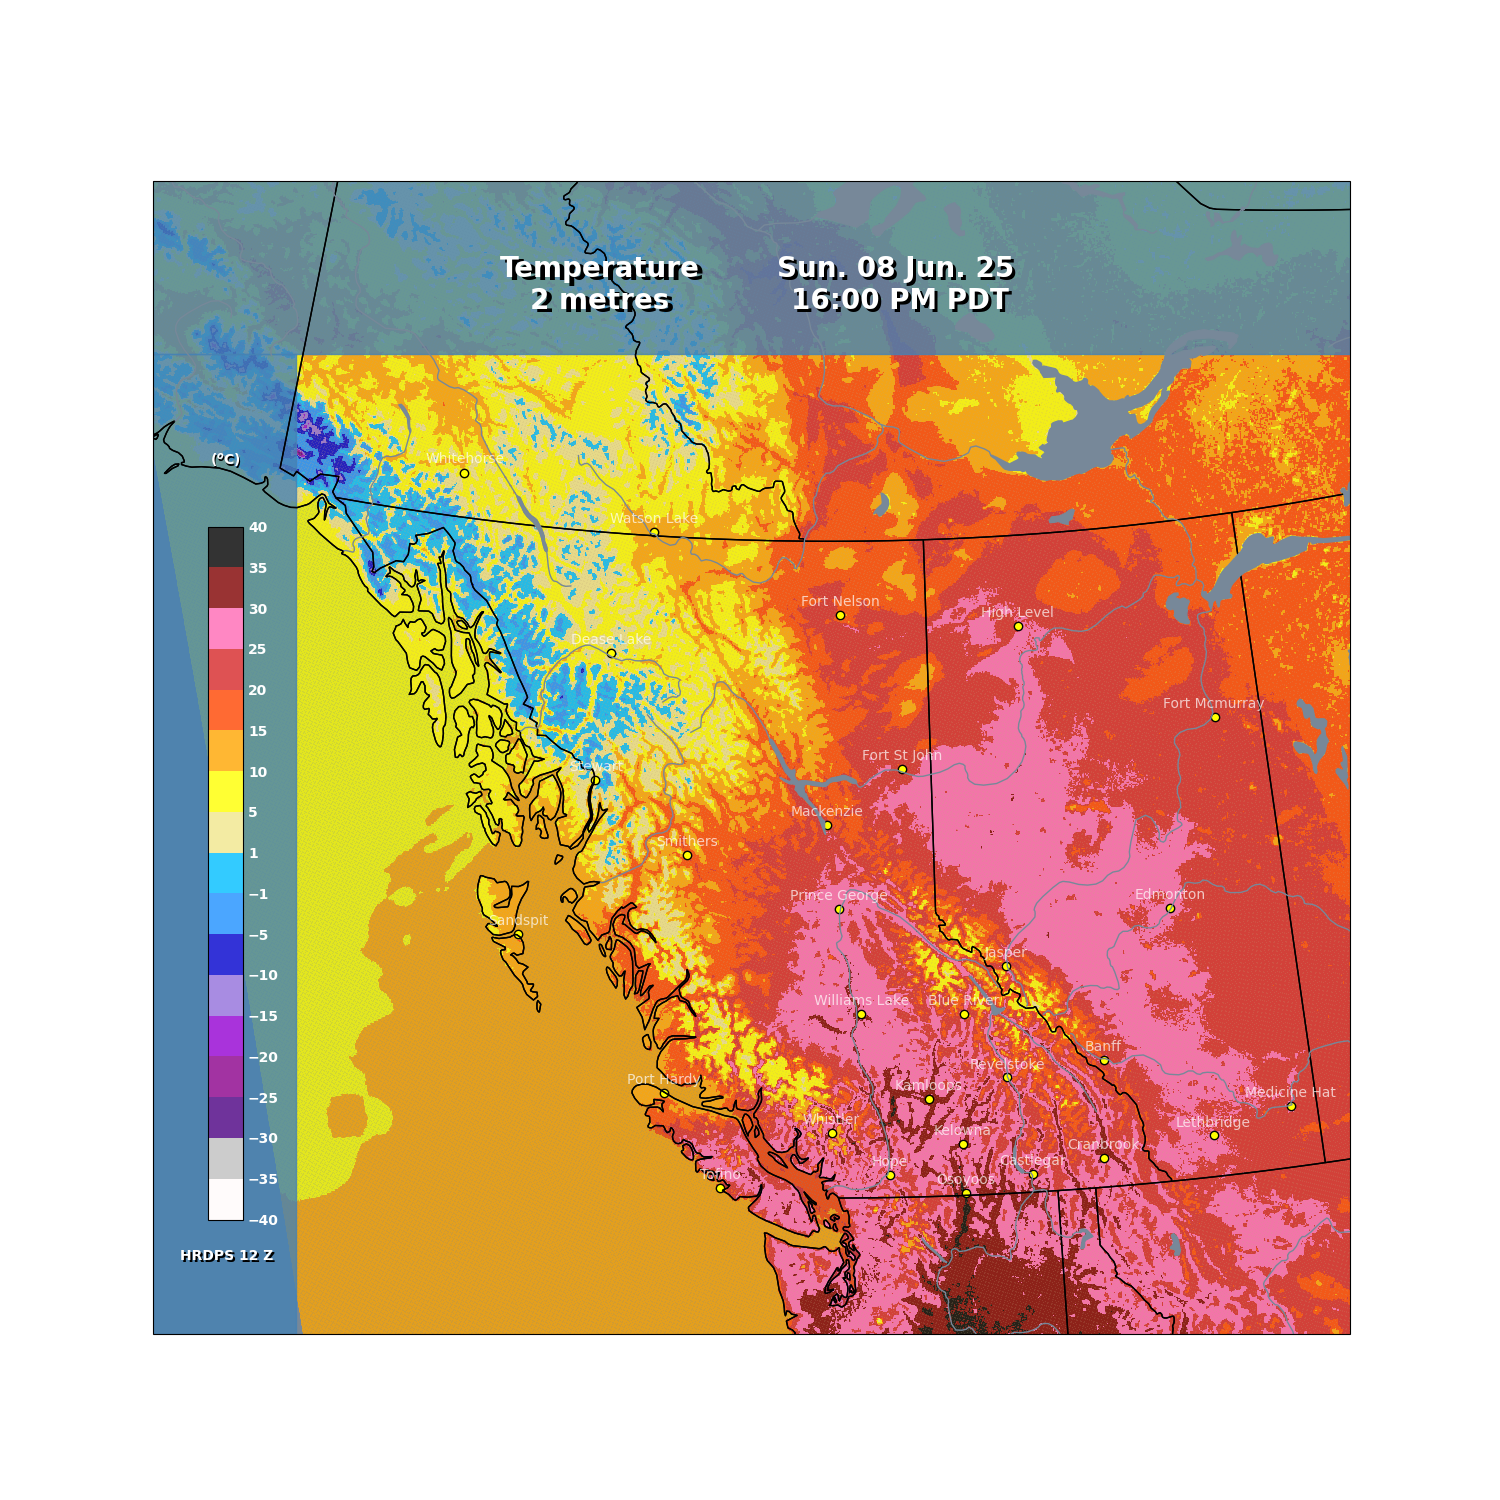 Temperature
2 metres
Sun. 08 Jun. 25
16:00 PM PDT
(°C)
Whitehorse
Watson Lake
Fort Nelson
High Level
Dease Lake
Fort Mcmurray
Fort St John
Stewart
Mackenzie
Smithers
Prince George
Edmonton
Sandspit
Jasper
Williams Lake
Blue River
Banff
Revelstoke
Port Hardy
Kamloops
Medicine Hat
Whistler
Lethbridge
Kelowna
Cranbrook
Hope
Castlegar
Tofino
Osoyoos
40
35
30
25
20
15
10
5
1
−1
−5
−10
−15
−20
−25
−30
−35
−40
HRDPS 12 Z